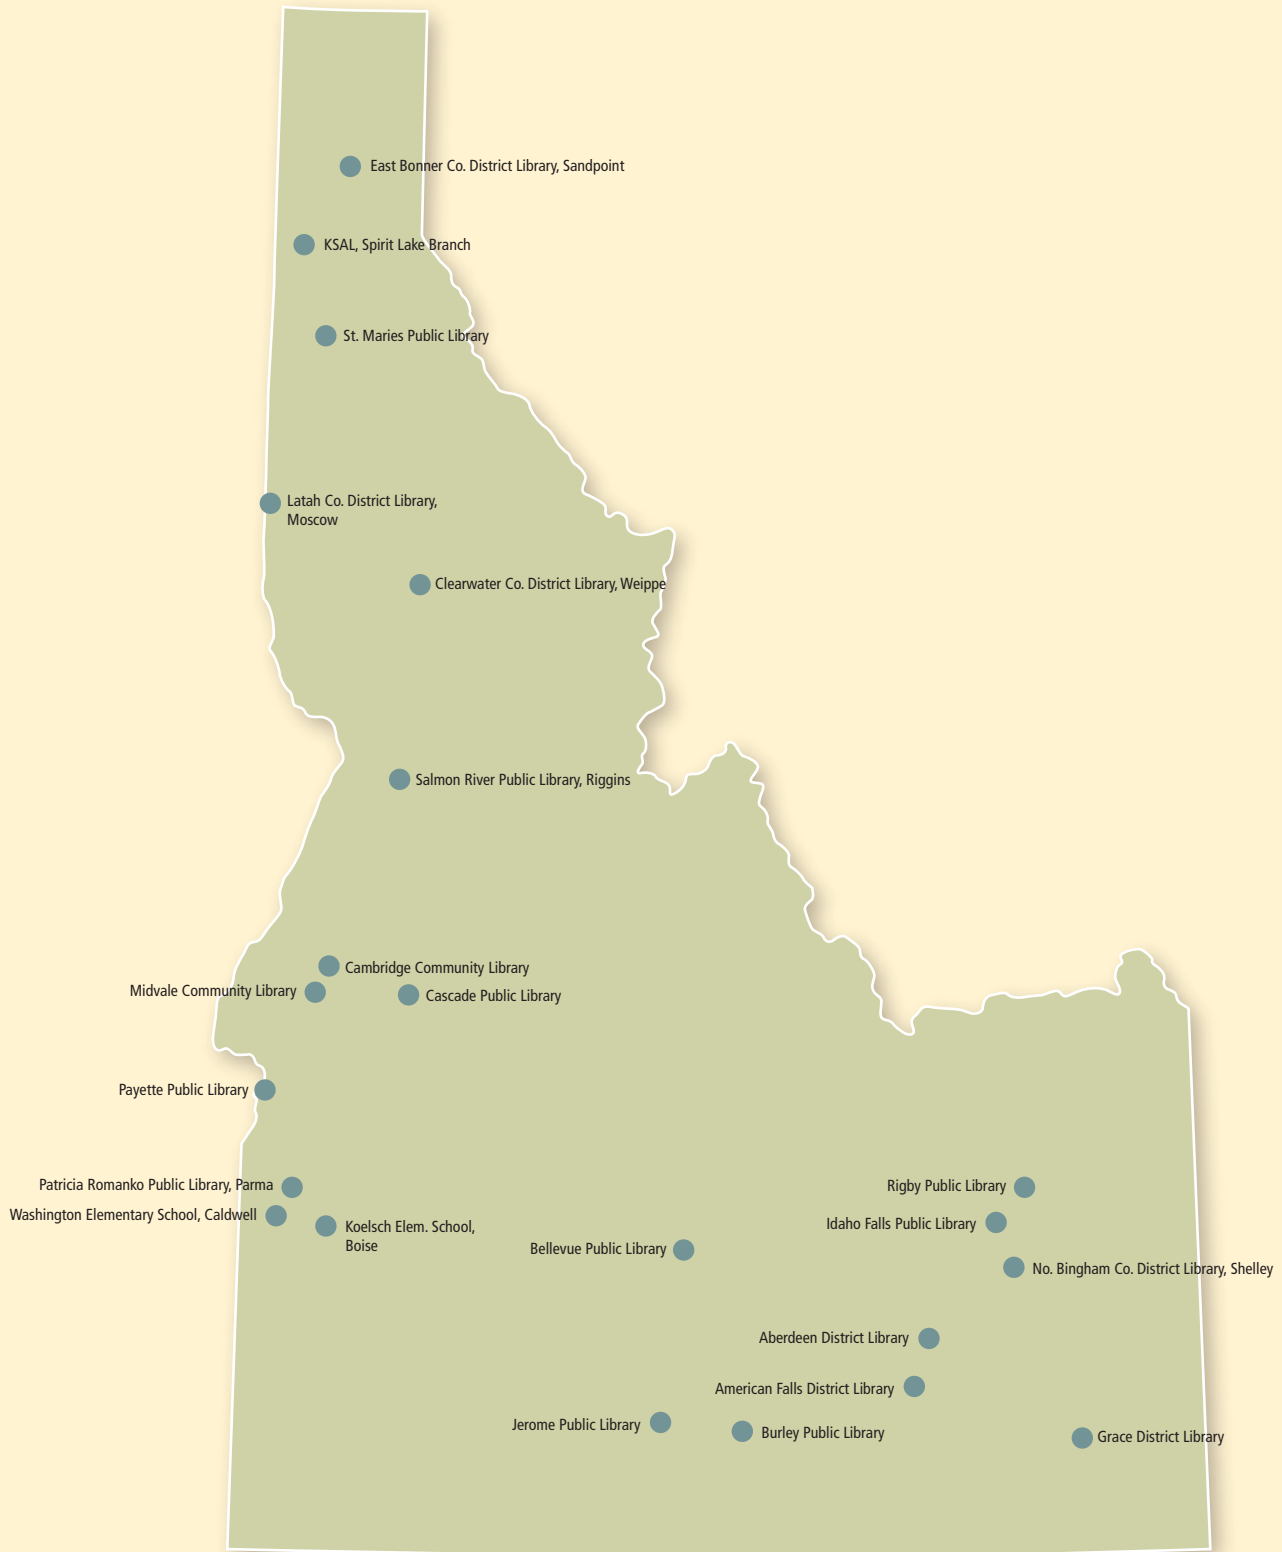 East Bonner Co. District Library, Sandpoint
KSAL, Spirit Lake Branch
St. Maries Public Library
Latah Co. District Library,
Moscow
Clearwater Co. District Library, Weippe
Salmon River Public Library, Riggins
Cambridge Community Library
Midvale Community Library
Cascade Public Library
Payette Public Library
Patricia Romanko Public Library, Parma
Rigby Public Library
Washington Elementary School, Caldwell
Koelsch Elem. School,
Boise
Idaho Falls Public Library
Bellevue Public Library
No. Bingham Co. District Library, Shelley
Aberdeen District Library
American Falls District Library
Jerome Public Library
Burley Public Library
Grace District Library